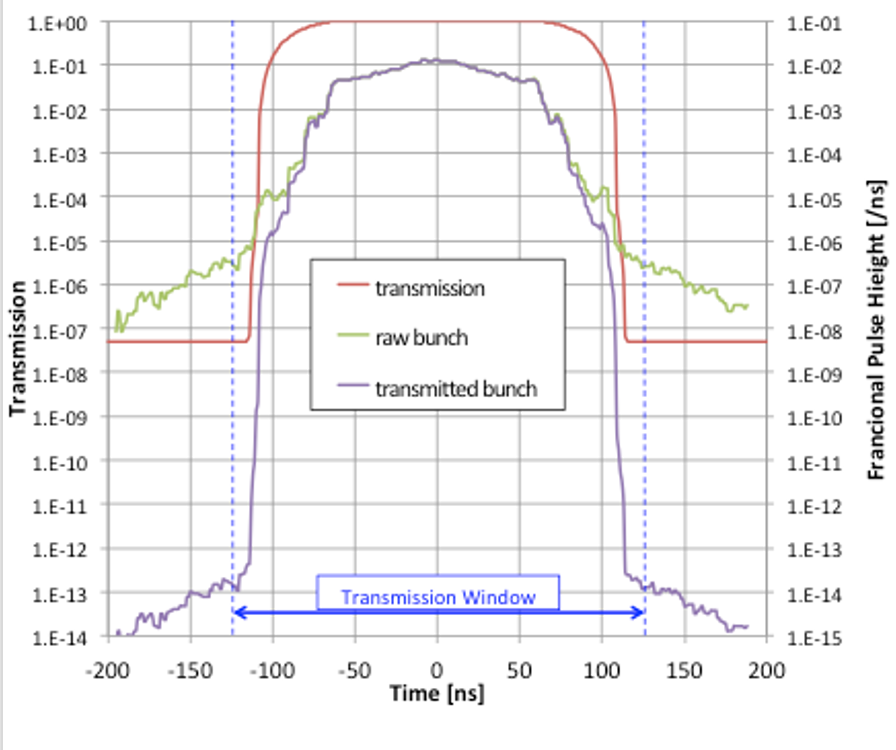 1.E+00
1.E-01
1.E-02
1.E-03
1.E-04
1.E-05
1.E-06
1.E-07
1.E-08
1.E-09
1.E-10
1.E-11
1.E-12
1.E-13
1.E-14
Transmission
transmission
raw bunch
transmitted bunch
Transmission Window
1.E-01
1.E-02
1.E-03
1.E-04
1.E-05
1.E-06
1.E-07
1.E-08
1.E-09
1.E-10
1.E-11
1.E-12
1.E-13
1.E-14
1.E-15
Francional Pulse Hieight [/ns]
-200 -150 -100 -50 0 50 100 150 200
Time [ns]